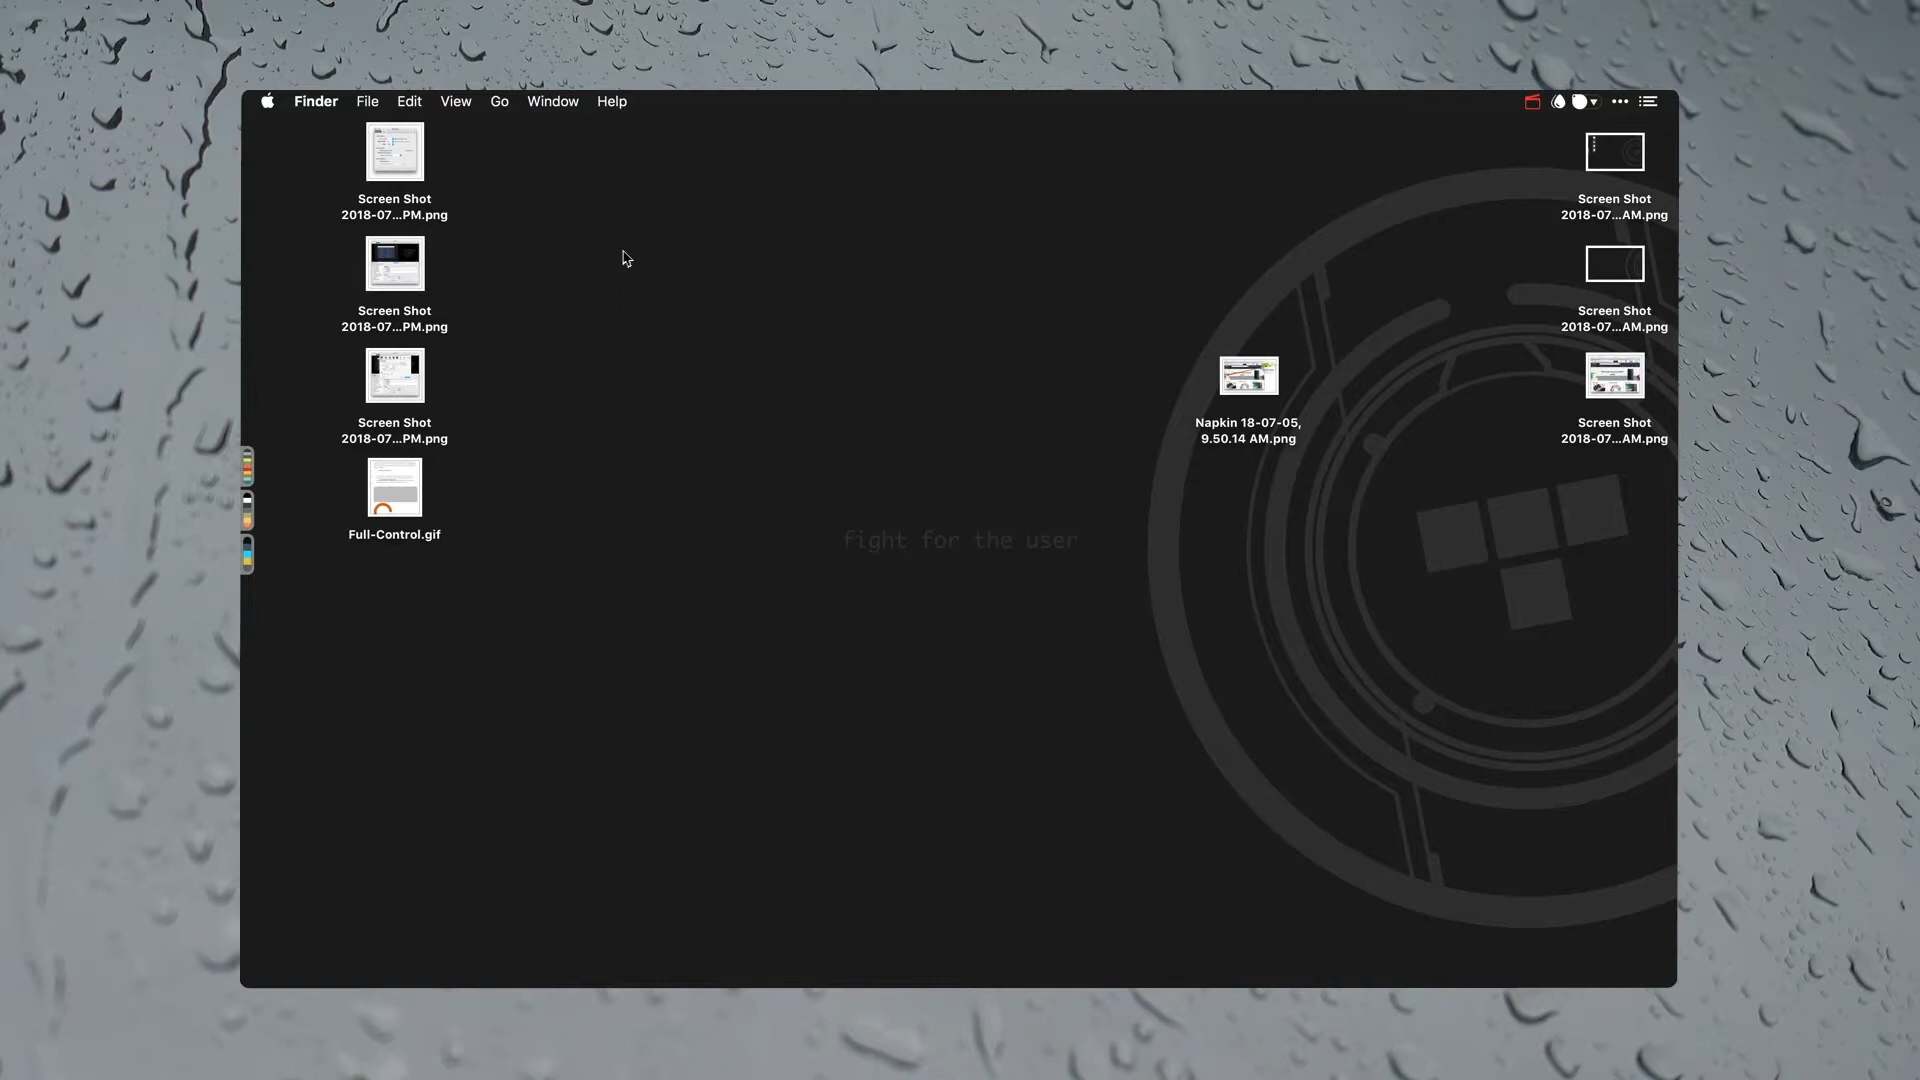 Finder File Edit View Go Window Help
Screen Shot
2018-07...PM.png
Screen Shot
2018-07...PM.png
Screen Shot
2018-07...PM.png
Full-Control.gif
fight for the user
Napkin 18-07-05,
9.50.14 AM.png
Screen Shot
2018-07...AM.png
Screen Shot
2018-07...AM.png
Screen Shot
2018-07...AM.png